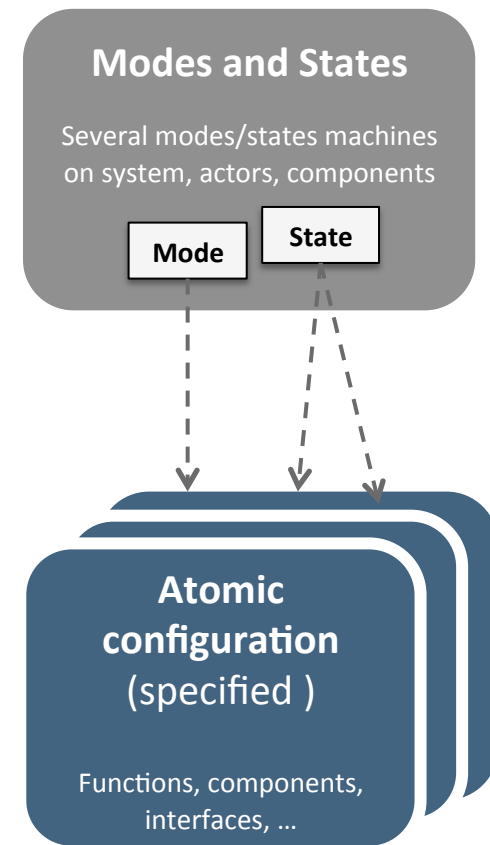 Modes and States
Several modes/states machines
on system, actors, components
Mode
State
Atomic
configuration
(specified )
Functions, components,
interfaces, ...